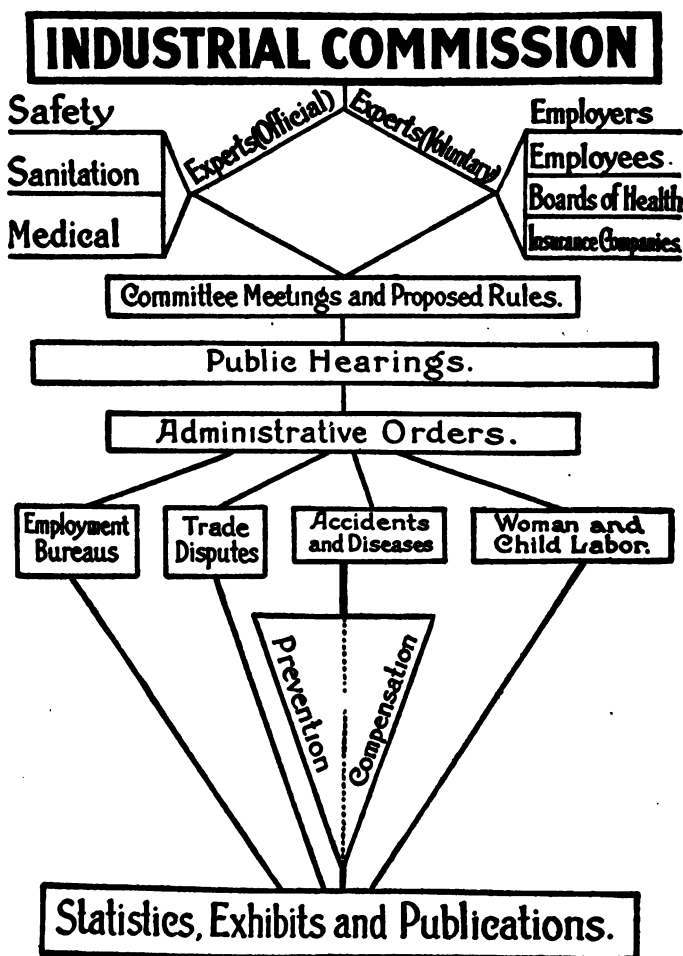 INDUSTRIAL COMMISSION
Experts (Official)
Experts (Voluntary)
Safety
Sanitation
Medical
Employers
Employees.
Boards of Health
Insurance Companies.
Committee Meetings and Proposed Rules.
Public Hearings.
Administrative Orders.
Employment
Bureaus
Trade
Disputes
Accidents
and Diseases
Woman and
Child Labor.
Prevention
Compensation
Statistics, Exhibits and Publications.